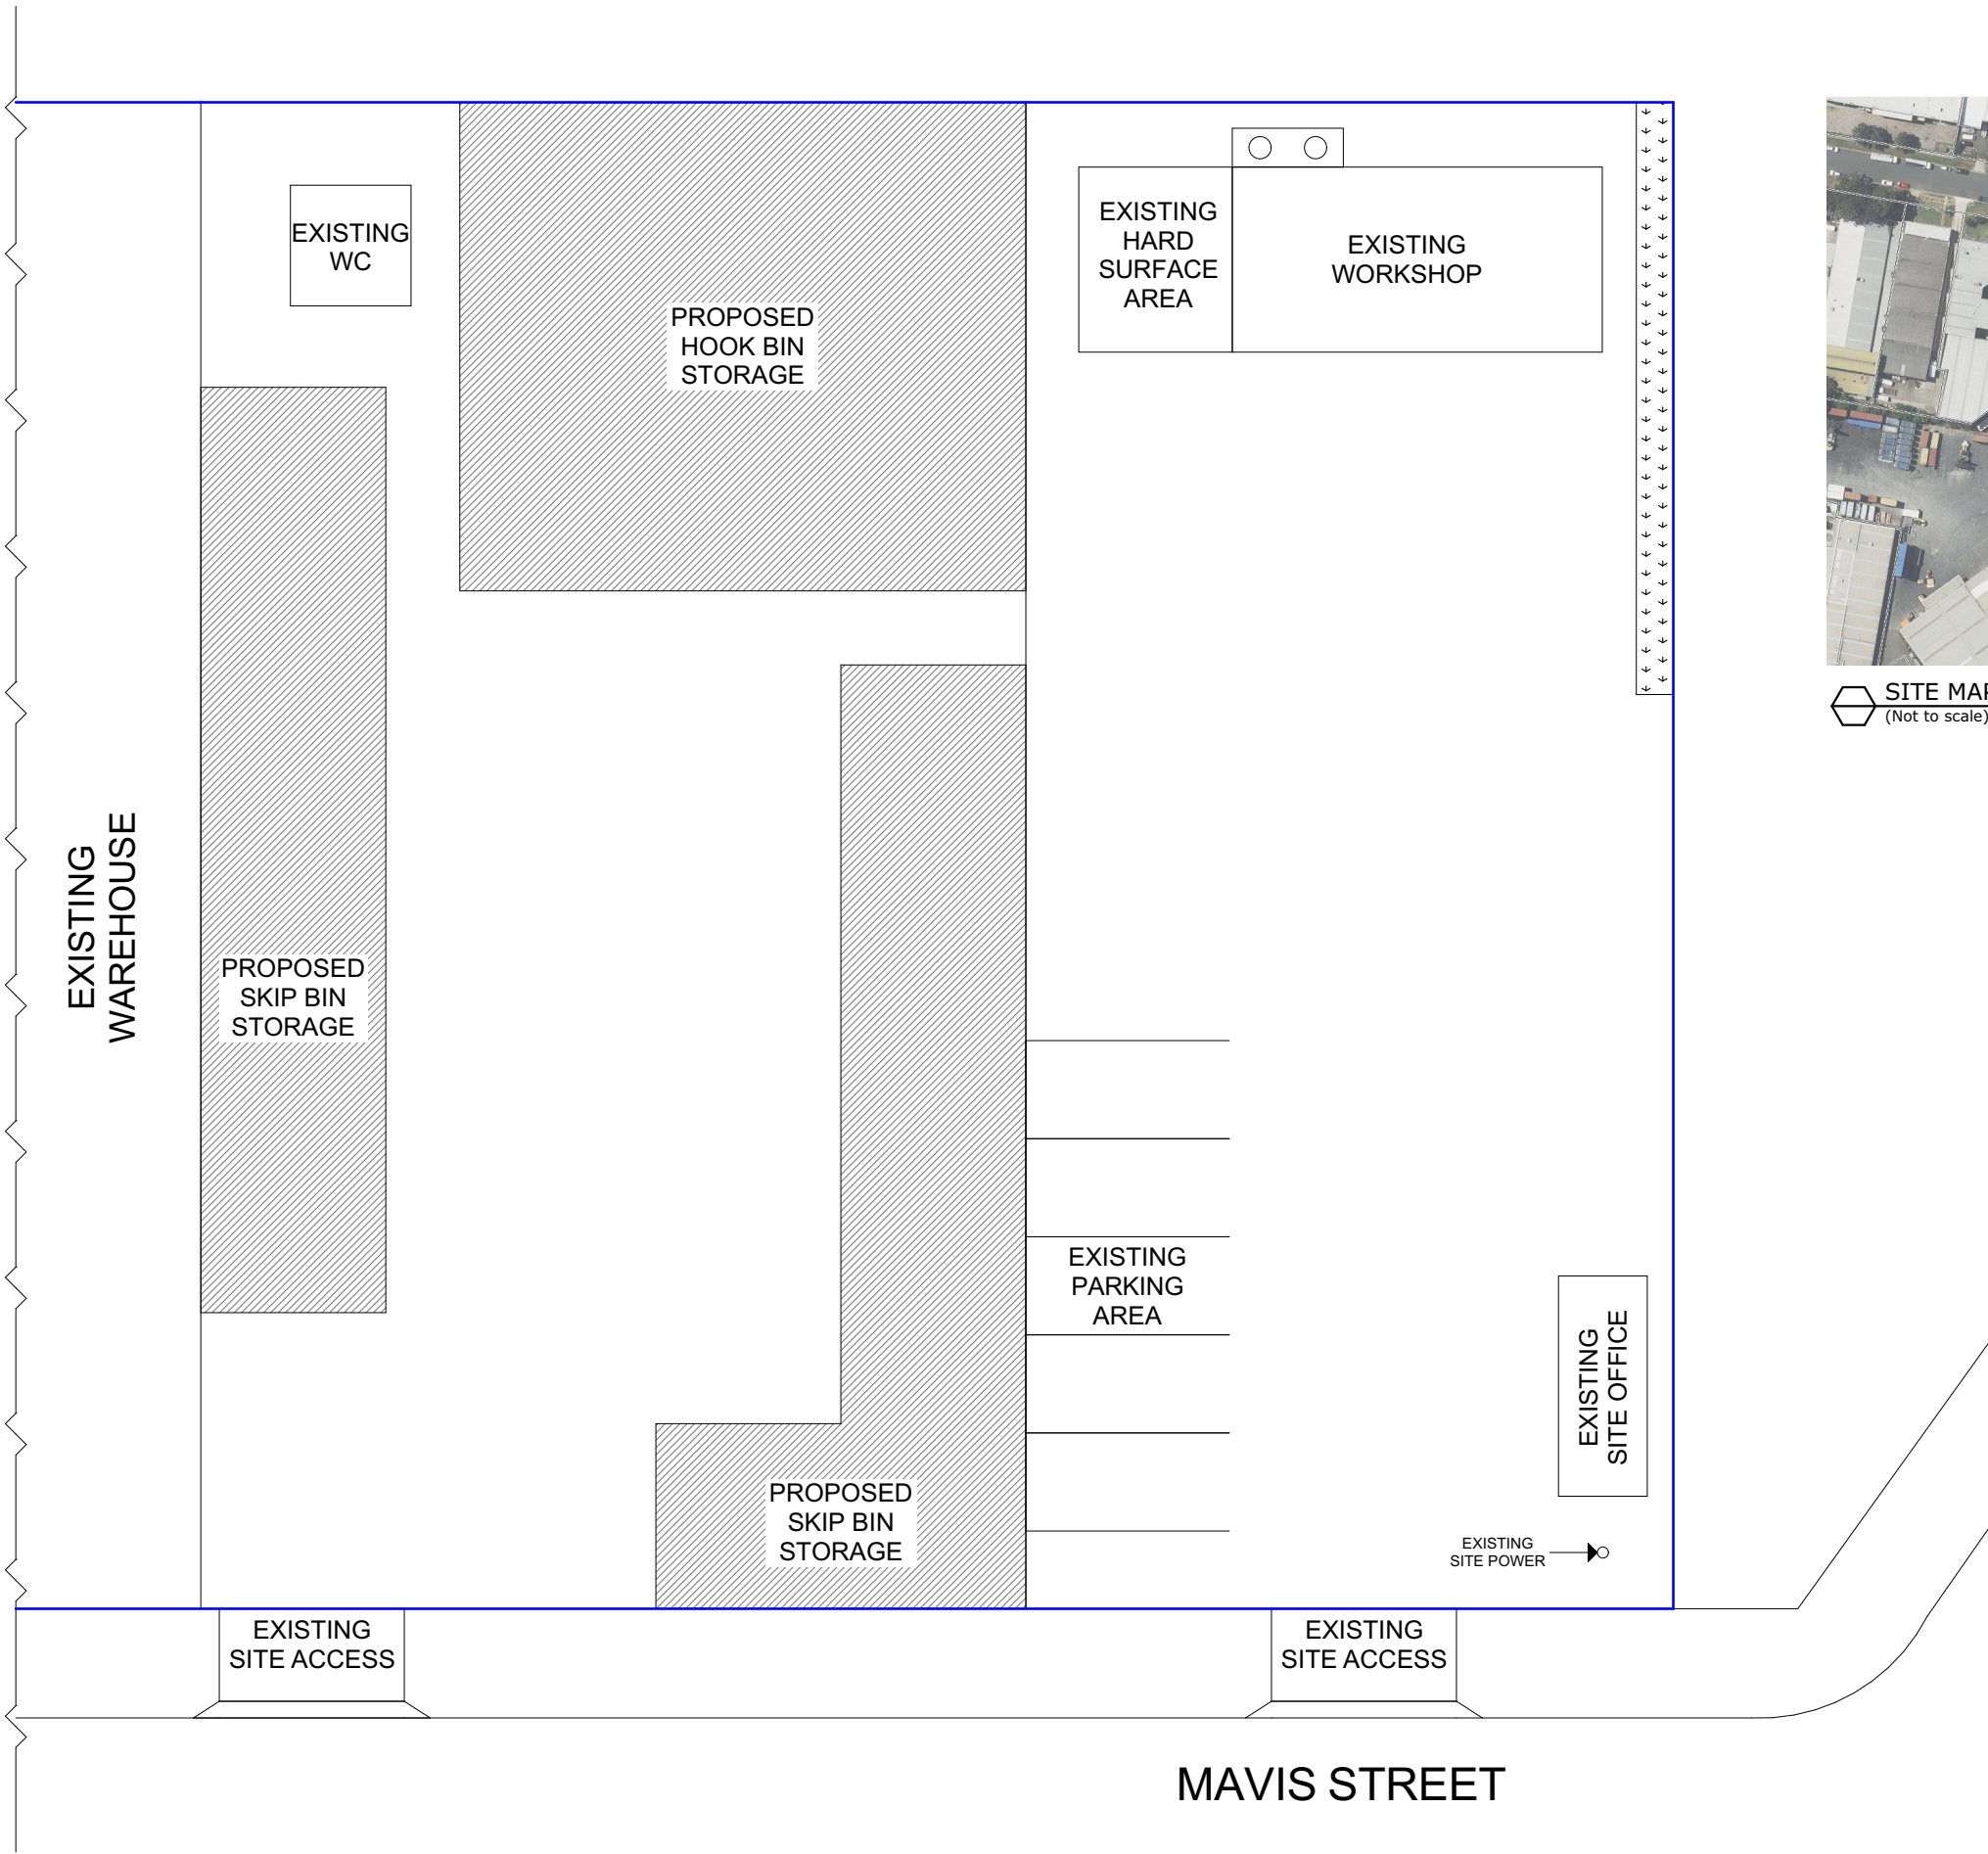 EXISTING
WC
EXISTING
HARD
SURFACE
AREA
EXISTING
WORKSHOP
PROPOSED
HOOK BIN
STORAGE
SITE MAP
(Not to scale)
EXISTING
WAREHOUSE
PROPOSED
SKIP BIN
STORAGE
EXISTING
PARKING
AREA
EXISTING
SITE OFFICE
PROPOSED
SKIP BIN
STORAGE
EXISTING
SITE POWER
EXISTING
SITE ACCESS
EXISTING
SITE ACCESS
MAVIS STREET